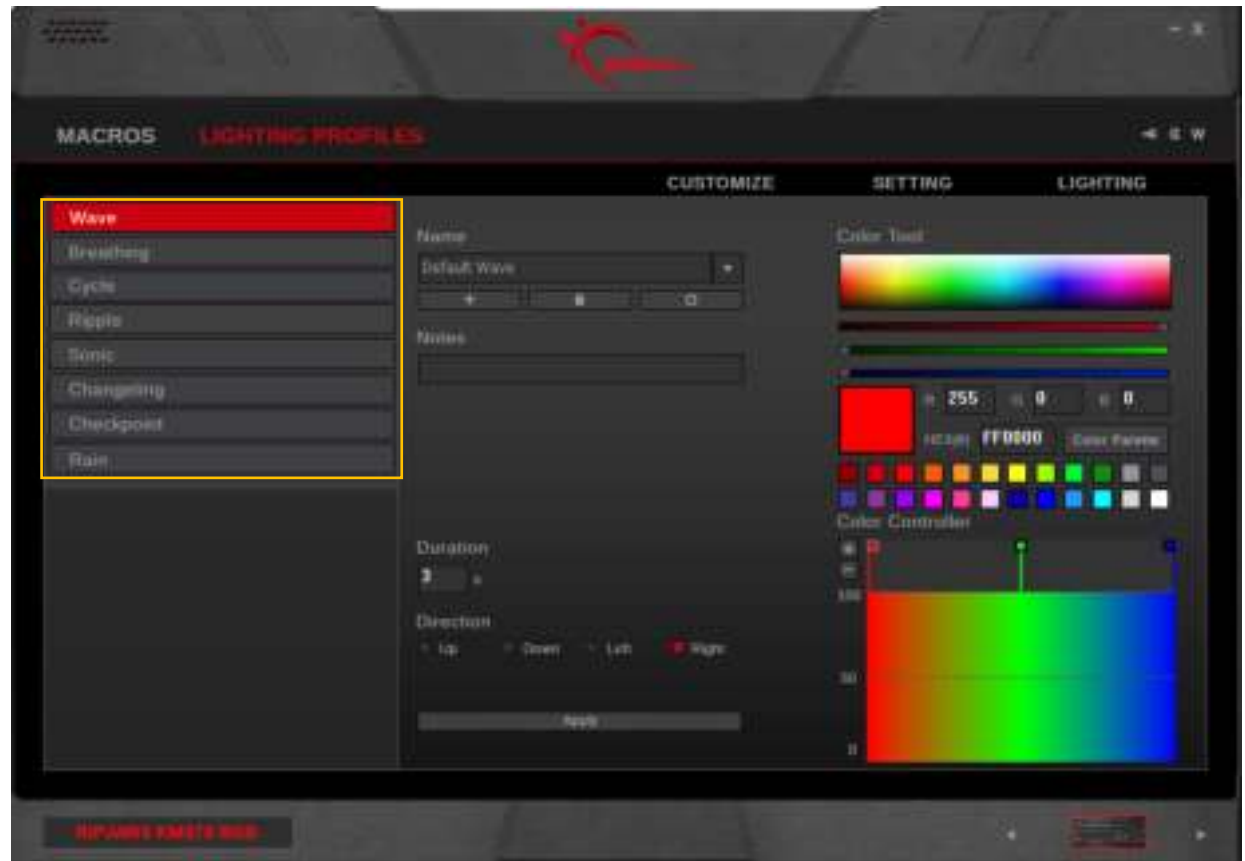 MACROS
LIGHTING PROFILES
CUSTOMIZE
SETTING
LIGHTING
Wave
Breathing
Cycle
Ripple
Sonic
Changeling
Checkpoint
Rain
Name
Default Wave
Notes
Duration
3 s
Direction
Up Down Left Right
Apply
Color Tool
R 255 G 0 B 0
HEX(#) FF0000 Color Palette
Color Controller
100
50
0
RIPJAWS KM570 RGB